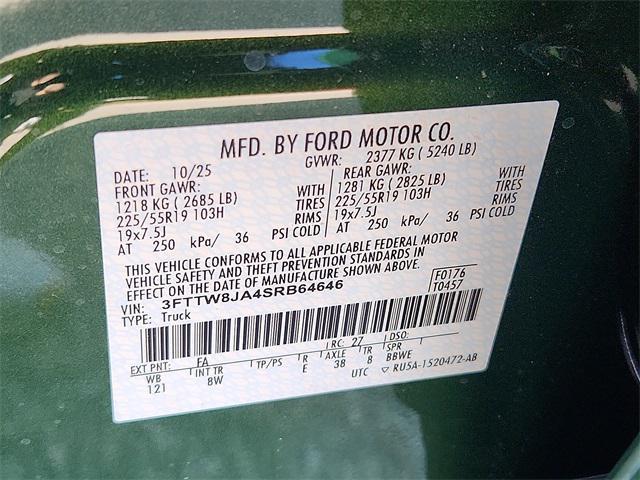 MFD. BY FORD MOTOR CO.
DATE: 10/25 GVWR: 2377 KG ( 5240 LB)
FRONT GAWR: WITH REAR GAWR: WITH
1218 KG ( 2685 LB) TIRES 1281 KG ( 2825 LB) TIRES
225/55R19 103H RIMS 225/55R19 103H RIMS
19x7.5J PSI COLD 19x7.5J PSI COLD
AT 250 kPa/ 36 AT 250 kPa/ 36
THIS VEHICLE CONFORMS TO ALL APPLICABLE FEDERAL MOTOR
VEHICLE SAFETY AND THEFT PREVENTION STANDARDS IN
EFFECT ON THE DATE OF MANUFACTURE SHOWN ABOVE.
VIN: 3FTTW8JA4SRB64646 F0176
TYPE: Truck T0457
EXT PNT: FA RC: 27 DSO:
WB INT TR TP/PS R AXLE TR SPR
121 8W E 38 8 BBWE
UTC ▽ RU5A-1520472-AB